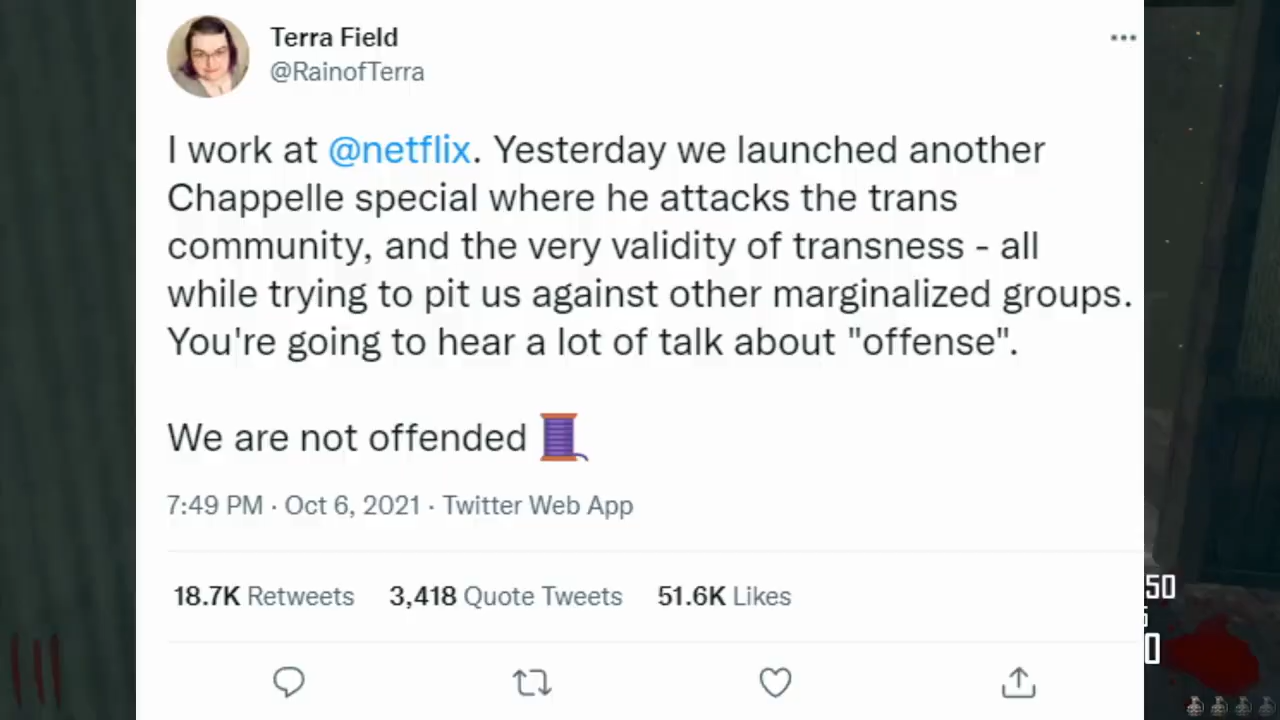 Terra Field
@RainofTerra
I work at @netflix. Yesterday we launched another
Chappelle special where he attacks the trans
community, and the very validity of transness - all
while trying to pit us against other marginalized groups.
You're going to hear a lot of talk about "offense".
We are not offended 🧵
7:49 PM · Oct 6, 2021 · Twitter Web App
18.7K Retweets 3,418 Quote Tweets 51.6K Likes
50
0